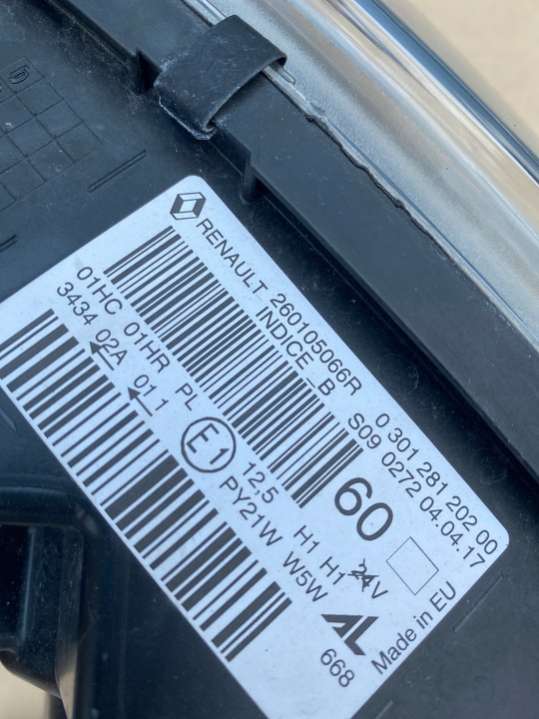 RENAULT 260105066R 0 301 281 202 00
INDICE_B S09 0272 04.04.17
60
01HC 01HR PL E1 12,5 H1 H1 24V
3434 02A 01 1 PY21W W5W
AL
668
Made in EU